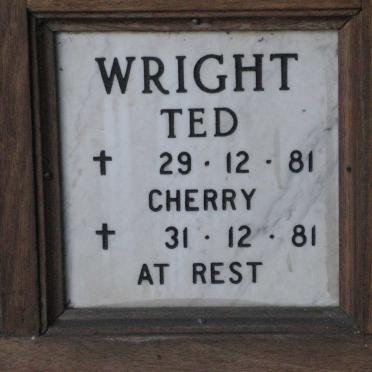 WRIGHT
TED
✝ 29 · 12 · 81
CHERRY
✝ 31 · 12 · 81
AT REST